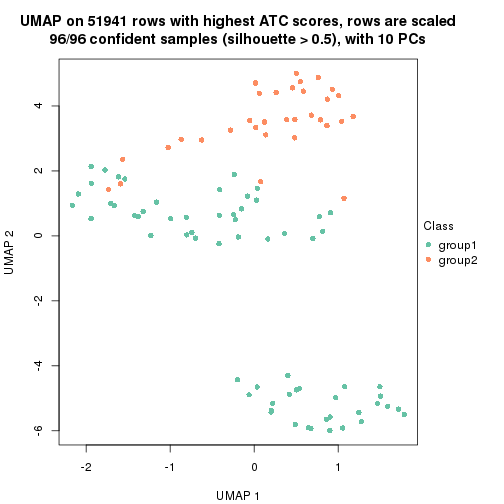 UMAP on 51941 rows with highest ATC scores, rows are scaled
96/96 confident samples (silhouette > 0.5), with 10 PCs
4
2
0
-2
-4
-6
UMAP 2
-2
-1
0
1
UMAP 1
Class
group1
group2